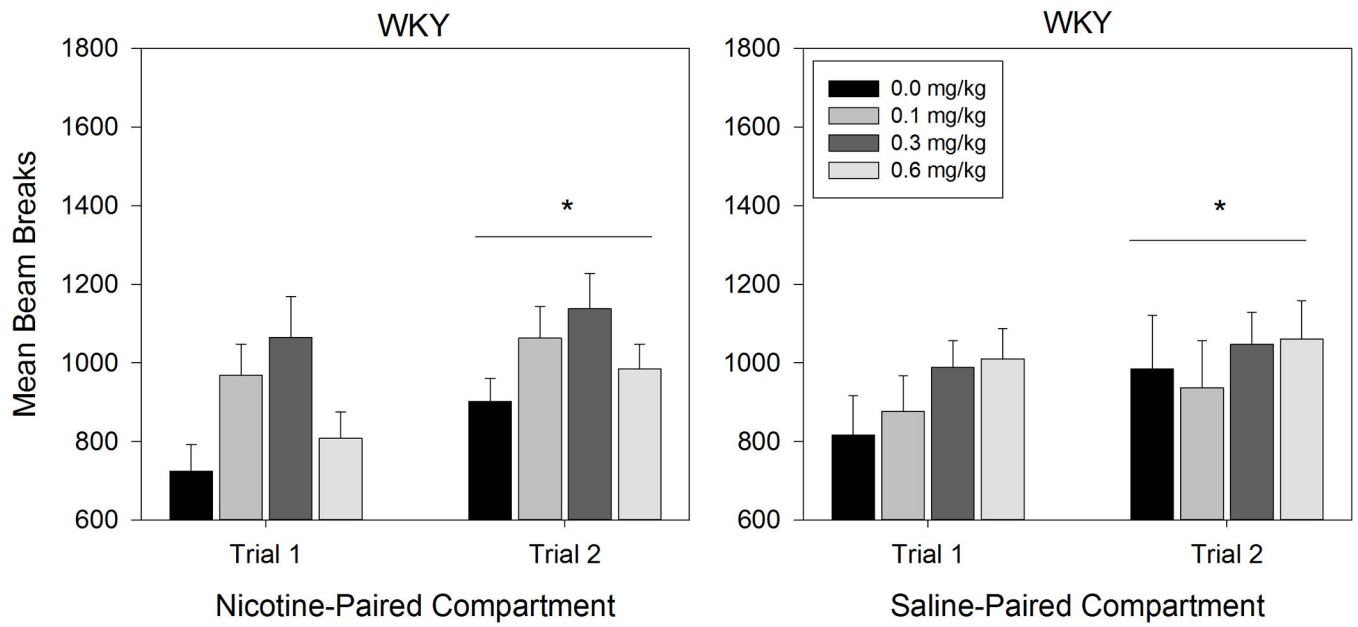 WKY
1800
1600
1400
1200
1000
800
600
Mean Beam Breaks
*
Trial 1 Trial 2
Nicotine-Paired Compartment
WKY
1800
1600
1400
1200
1000
800
600
0.0 mg/kg
0.1 mg/kg
0.3 mg/kg
0.6 mg/kg
*
Trial 1 Trial 2
Saline-Paired Compartment